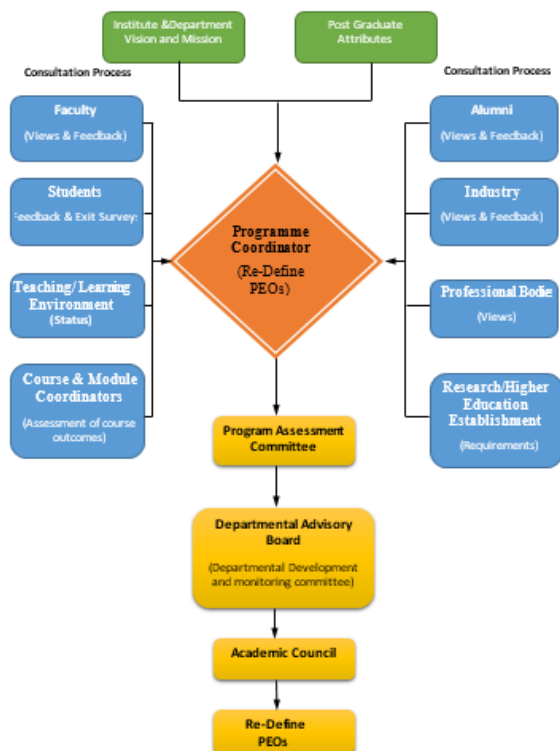 Institute &Department
Vision and Mission
Post Graduate
Attributes
Consultation Process
Consultation Process
Faculty
(Views & Feedback)
Students
Feedback & Exit Survey
Teaching/ Learning
Environment
(Status)
Course & Module
Coordinators
(Assessment of course
outcomes)
Programme
Coordinator
(Re-Define
PEOs)
Alumni
(Views & Feedback)
Industry
(Views & Feedback)
Professional Bodies
(Views)
Research/Higher
Education
Establishment
(Requirements)
Program Assessment
Committee
Departmental Advisory
Board
(Departmental Development
and monitoring committee)
Academic Council
Re-Define
PEOs